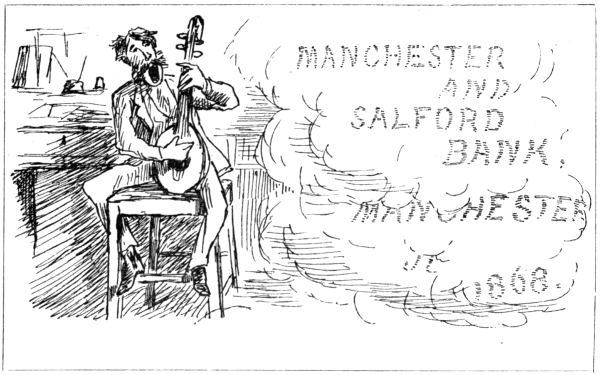 MANCHESTER
AND
SALFORD
BANK.
MANCHESTER
1868.